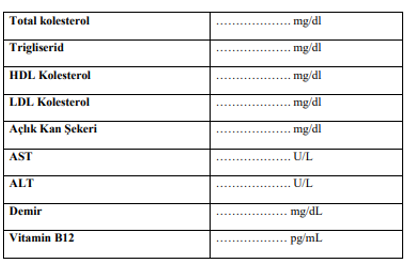 Total kolesterol ……………….. mg/dl
Trigliserid ……………….. mg/dl
HDL Kolesterol ……………….. mg/dl
LDL Kolesterol ……………….. mg/dl
Açlık Kan Şekeri ……………….. mg/dl
AST ……………….. U/L
ALT ……………….. U/L
Demir ……………… mg/dL
Vitamin B12 ……………… pg/mL